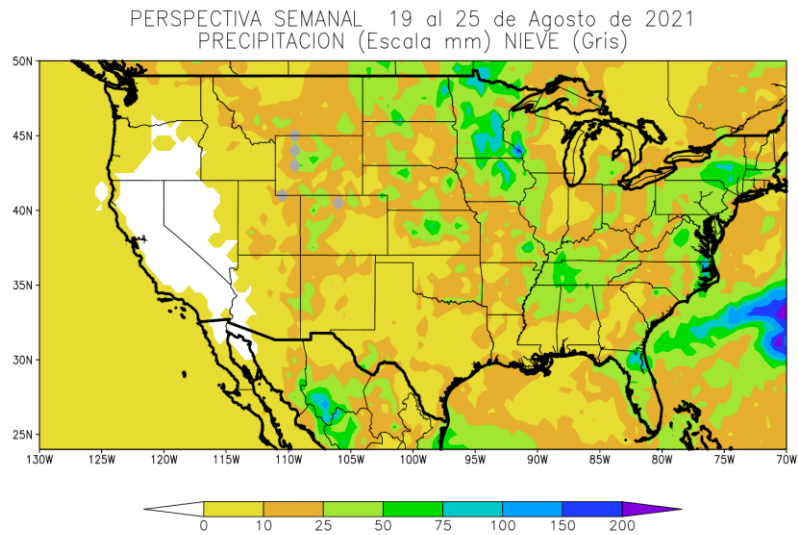 PERSPECTIVA SEMANAL 19 al 25 de Agosto de 2021
PRECIPITACION (Escala mm) NIEVE (Gris)
50N
45N
40N
35N
30N
25N
130W 125W 120W 115W 110W 105W 100W 95W 90W 85W 80W 75W 70W
0 10 25 50 75 100 150 200